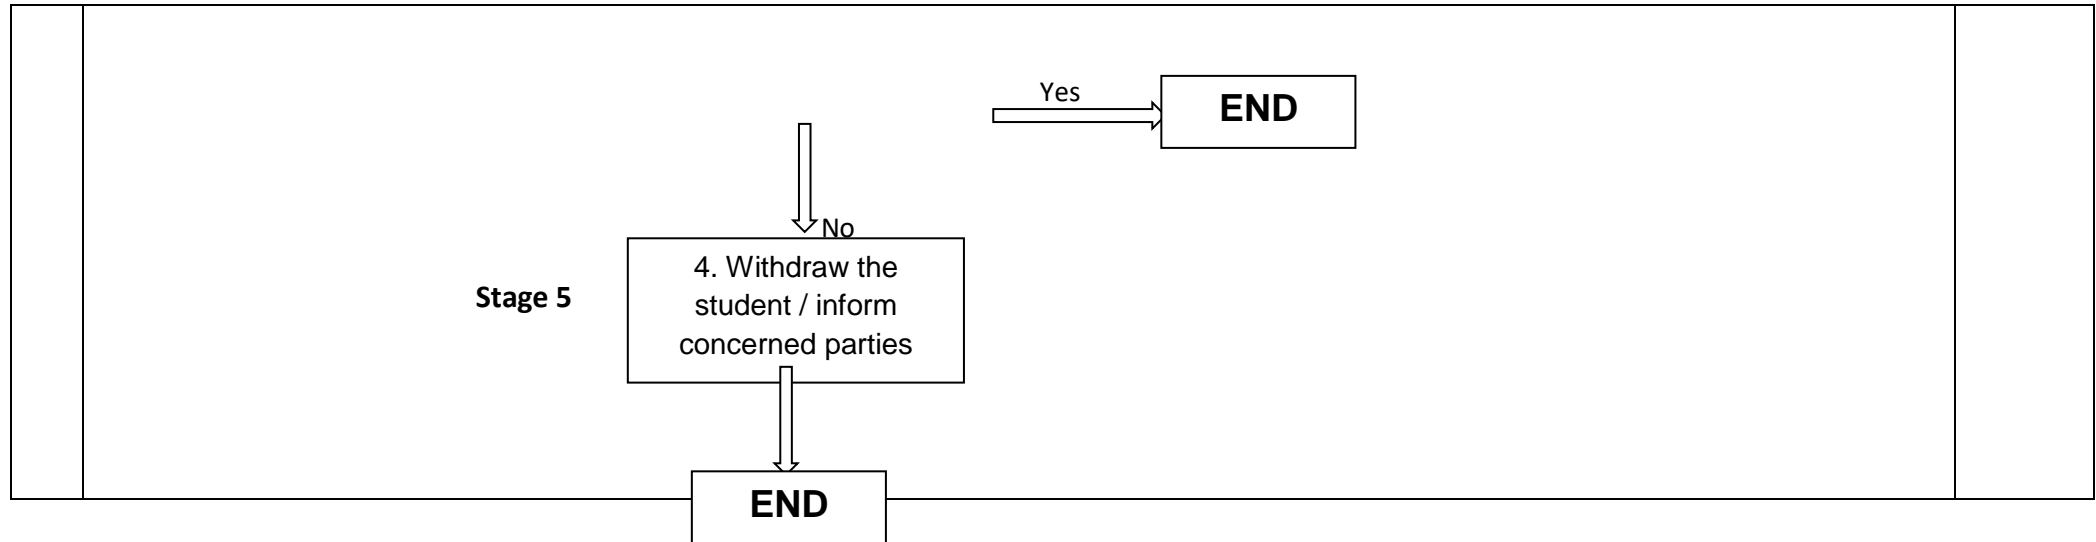 Yes
END
No
Stage 5
4. Withdraw the
student / inform
concerned parties
END